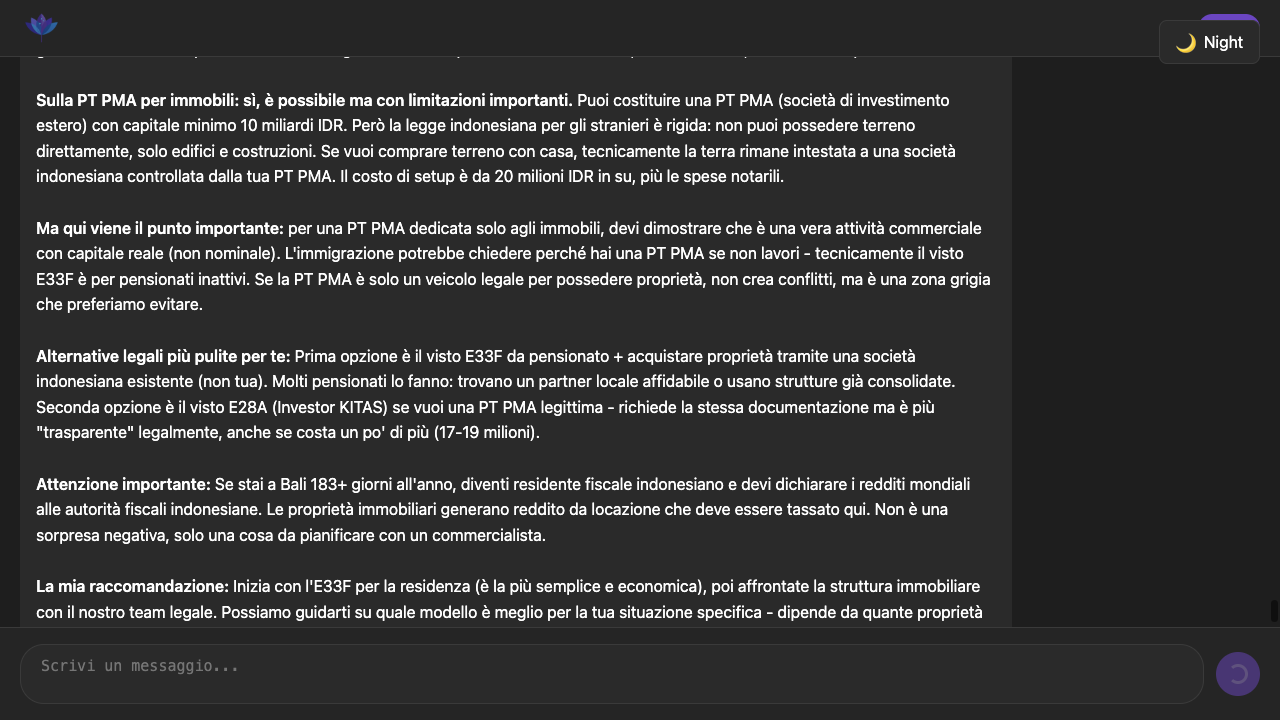 🌙 Night
Sulla PT PMA per immobili: sì, è possibile ma con limitazioni importanti. Puoi costituire una PT PMA (società di investimento
estero) con capitale minimo 10 miliardi IDR. Però la legge indonesiana per gli stranieri è rigida: non puoi possedere terreno
direttamente, solo edifici e costruzioni. Se vuoi comprare terreno con casa, tecnicamente la terra rimane intestata a una società
indonesiana controllata dalla tua PT PMA. Il costo di setup è da 20 milioni IDR in su, più le spese notarili.
Ma qui viene il punto importante: per una PT PMA dedicata solo agli immobili, devi dimostrare che è una vera attività commerciale
con capitale reale (non nominale). L'immigrazione potrebbe chiedere perché hai una PT PMA se non lavori - tecnicamente il visto
E33F è per pensionati inattivi. Se la PT PMA è solo un veicolo legale per possedere proprietà, non crea conflitti, ma è una zona grigia
che preferiamo evitare.
Alternative legali più pulite per te: Prima opzione è il visto E33F da pensionato + acquistare proprietà tramite una società
indonesiana esistente (non tua). Molti pensionati lo fanno: trovano un partner locale affidabile o usano strutture già consolidate.
Seconda opzione è il visto E28A (Investor KITAS) se vuoi una PT PMA legittima - richiede la stessa documentazione ma è più
"trasparente" legalmente, anche se costa un po' di più (17-19 milioni).
Attenzione importante: Se stai a Bali 183+ giorni all'anno, diventi residente fiscale indonesiano e devi dichiarare i redditi mondiali
alle autorità fiscali indonesiane. Le proprietà immobiliari generano reddito da locazione che deve essere tassato qui. Non è una
sorpresa negativa, solo una cosa da pianificare con un commercialista.
La mia raccomandazione: Inizia con l'E33F per la residenza (è la più semplice e economica), poi affrontate la struttura immobiliare
con il nostro team legale. Possiamo guidarti su quale modello è meglio per la tua situazione specifica - dipende da quante proprietà
Scrivi un messaggio...